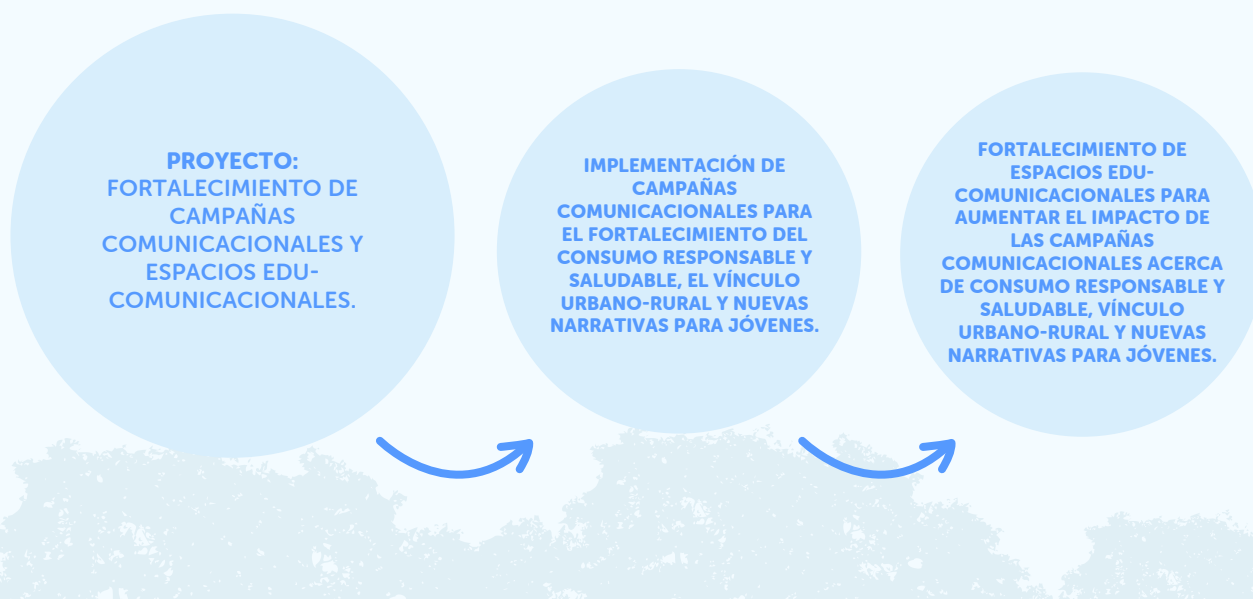 PROYECTO:
FORTALECIMIENTO DE
CAMPAÑAS
COMUNICACIONALES Y
ESPACIOS EDU-
COMUNICACIONALES.
IMPLEMENTACIÓN DE
CAMPAÑAS
COMUNICACIONALES PARA
EL FORTALECIMIENTO DEL
CONSUMO RESPONSABLE Y
SALUDABLE, EL VÍNCULO
URBANO-RURAL Y NUEVAS
NARRATIVAS PARA JÓVENES.
FORTALECIMIENTO DE
ESPACIOS EDU-
COMUNICACIONALES PARA
AUMENTAR EL IMPACTO DE
LAS CAMPAÑAS
COMUNICACIONALES ACERCA
DE CONSUMO RESPONSABLE Y
SALUDABLE, VÍNCULO
URBANO-RURAL Y NUEVAS
NARRATIVAS PARA JÓVENES.